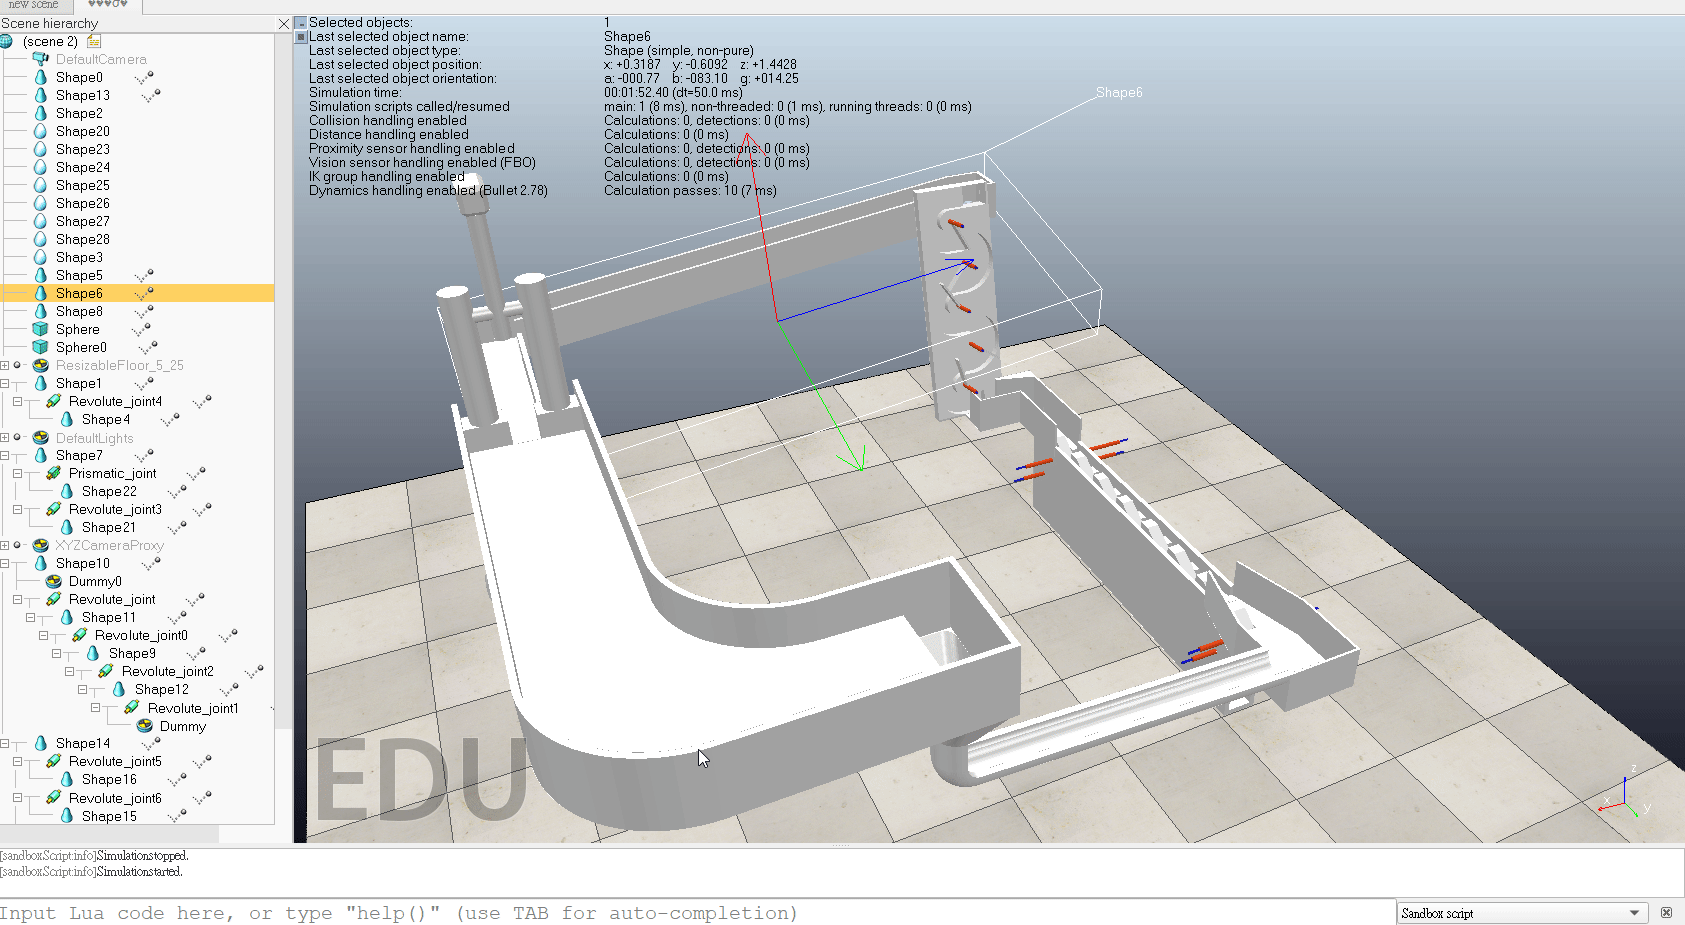 new scene
Scene hierarchy
(scene 2)
DefaultCamera
Shape0
Shape13
Shape2
Shape20
Shape23
Shape24
Shape25
Shape26
Shape27
Shape28
Shape3
Shape5
Shape6
Shape8
Sphere
Sphere0
ResizableFloor_5_25
Shape1
Revolute_joint4
Shape4
DefaultLights
Shape7
Prismatic_joint
Shape22
Revolute_joint3
Shape21
XYZCameraProxy
Shape10
Dummy0
Revolute_joint
Shape11
Revolute_joint0
Shape9
Revolute_joint2
Shape12
Revolute_joint1
Dummy
Shape14
Revolute_joint5
Shape16
Revolute_joint6
Shape15
Selected objects: 1
Last selected object name: Shape6
Last selected object type: Shape (simple, non-pure)
Last selected object position: x: +0.3187 y: -0.6092 z: +1.4428
Last selected object orientation: a: -000.77 b: -083.10 g: +014.25
Simulation time: 00:01:52.40 (dt=50.0 ms)
Simulation scripts called/resumed main: 1 (8 ms), non-threaded: 0 (1 ms), running threads: 0 (0 ms)
Collision handling enabled Calculations: 0, detections: 0 (0 ms)
Distance handling enabled Calculations: 0 (0 ms)
Proximity sensor handling enabled Calculations: 0, detections: 0 (0 ms)
Vision sensor handling enabled (FBO) Calculations: 0, detections: 0 (0 ms)
IK group handling enabled Calculations: 0 (0 ms)
Dynamics handling enabled (Bullet 2.78) Calculation passes: 10 (7 ms)
Shape6
EDU
z
x
y
[sandboxScript:info]Simulationstopped.
[sandboxScript:info]Simulationstarted.
Input Lua code here, or type "help()" (use TAB for auto-completion)
Sandbox script